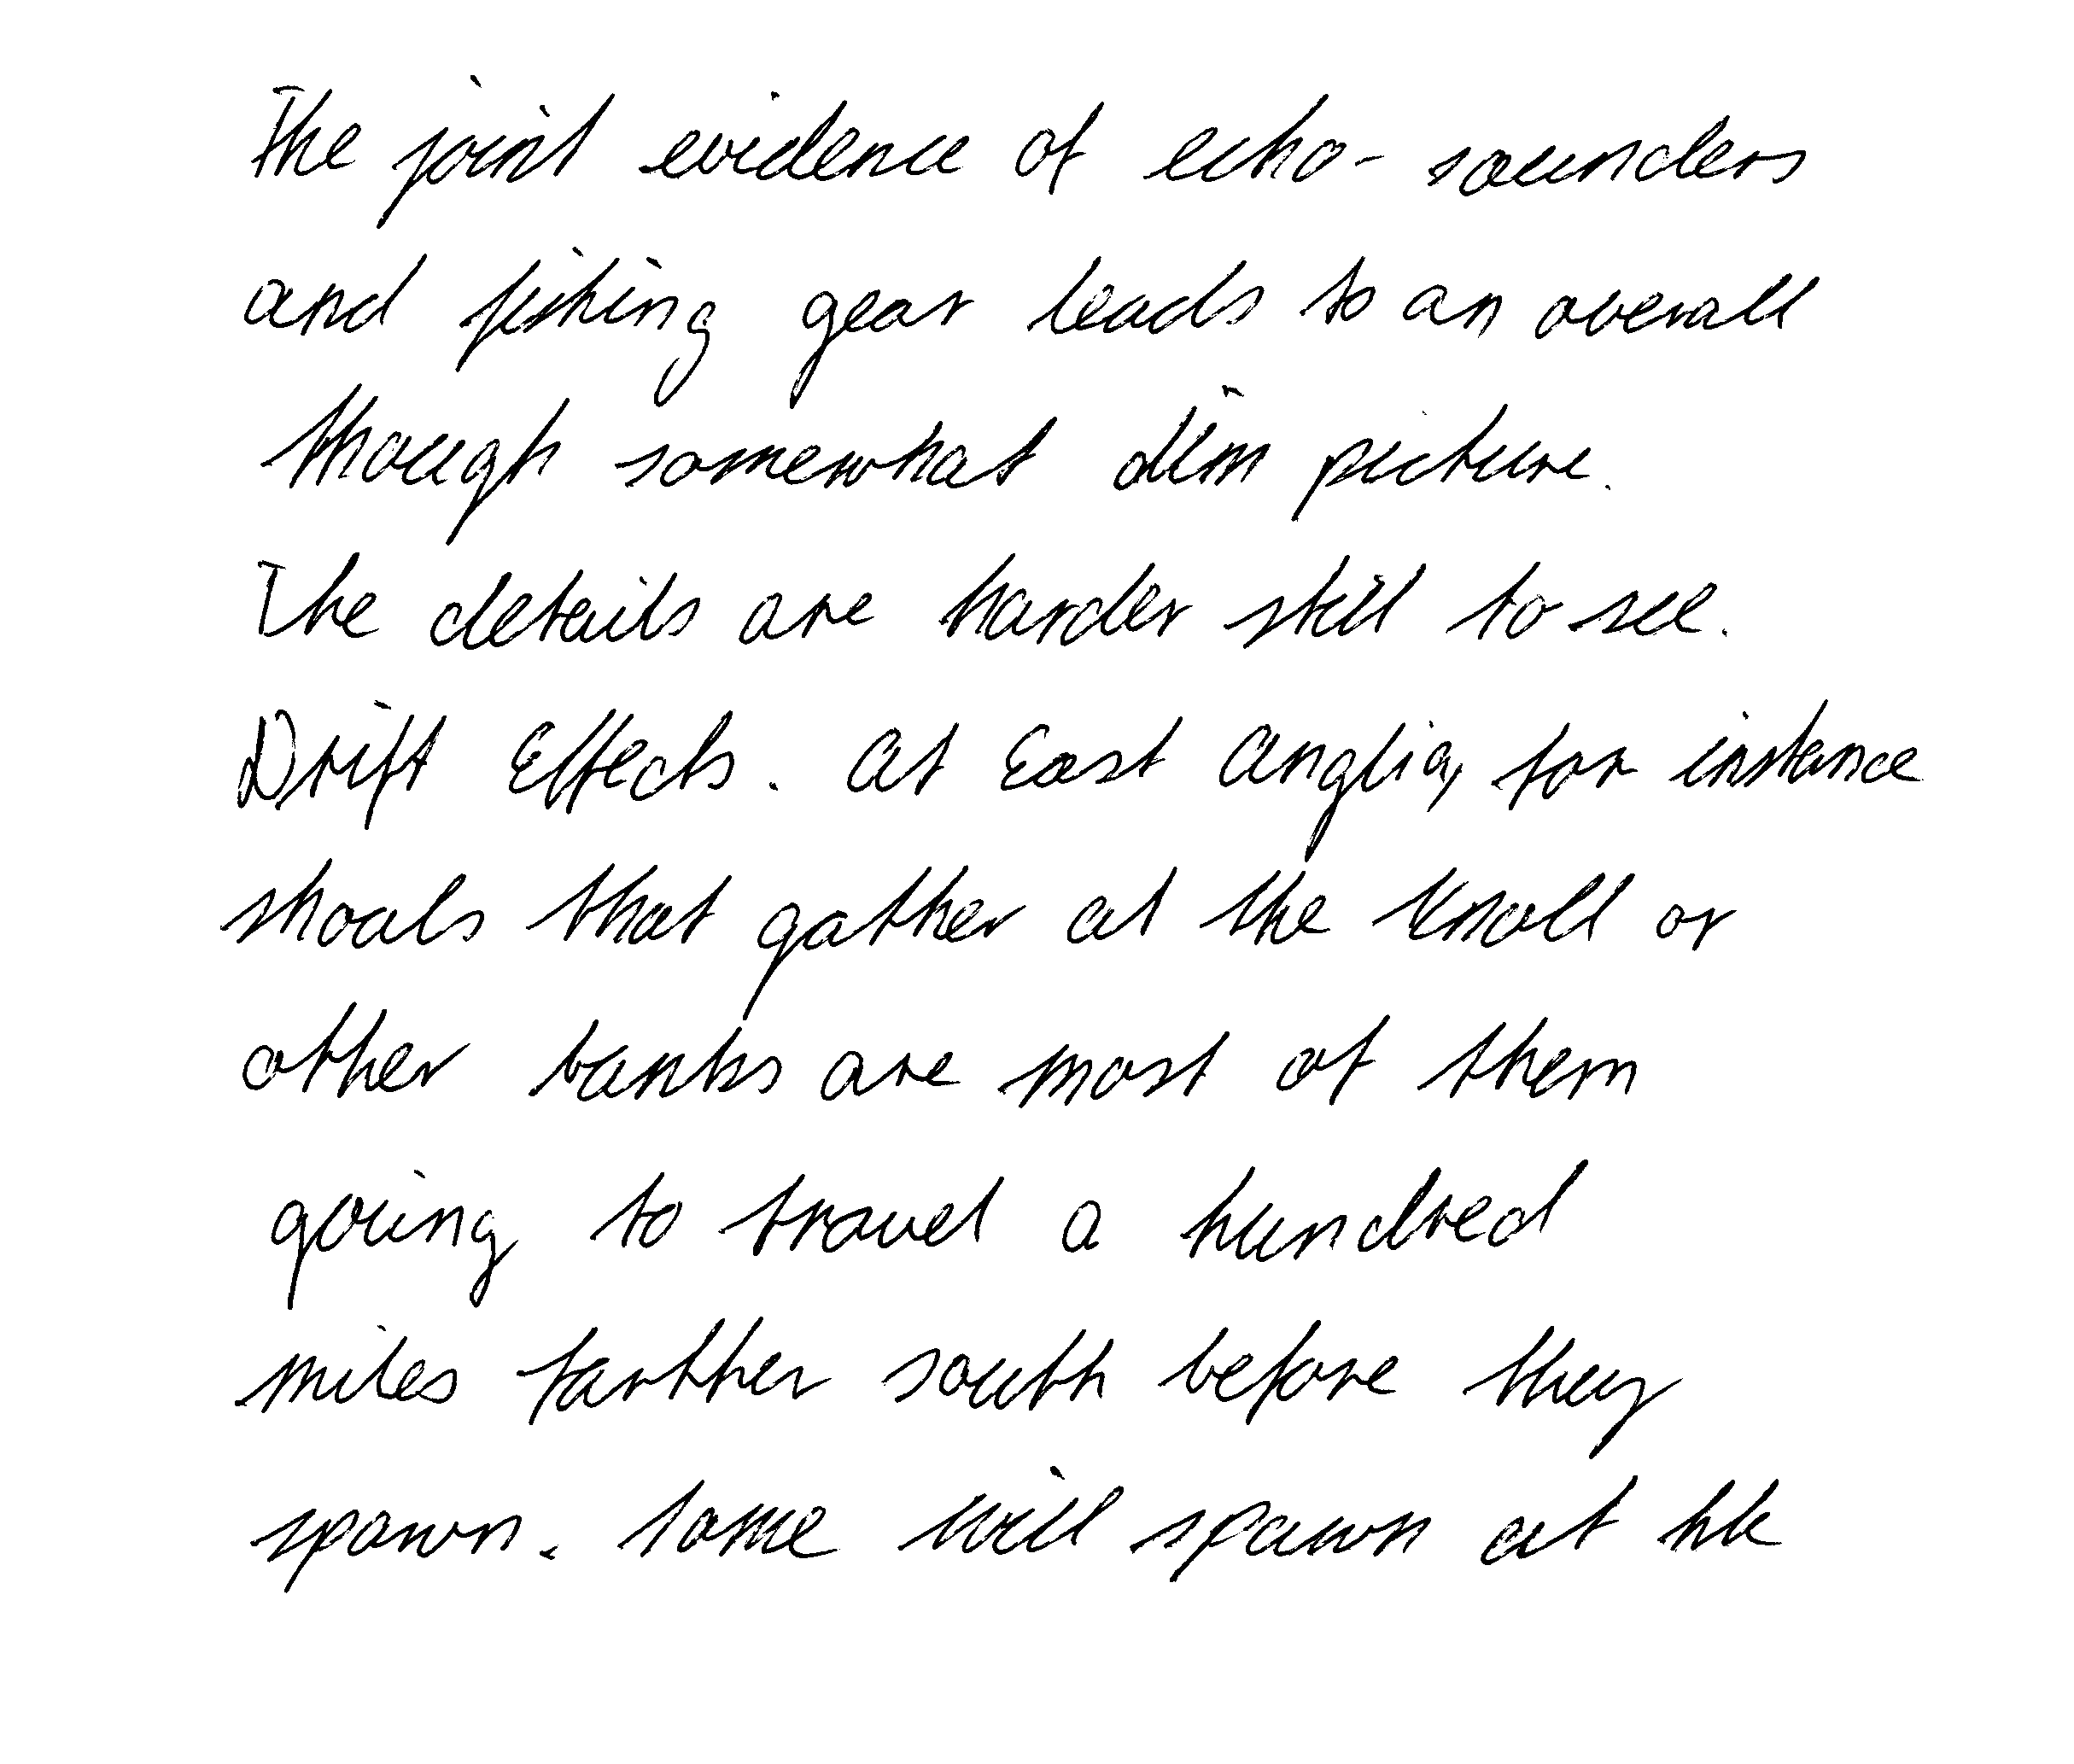 The joint evidence of echo-sounders
and fishing gear leads to an overall
though somewhat dim picture.
The details are harder still to see.
Drift Effects. At East Anglia, for instance
shoals that gather at the Knoll or
other banks are most of them
going to travel a hundred
miles farther south before they
spawn. Some will spawn at the